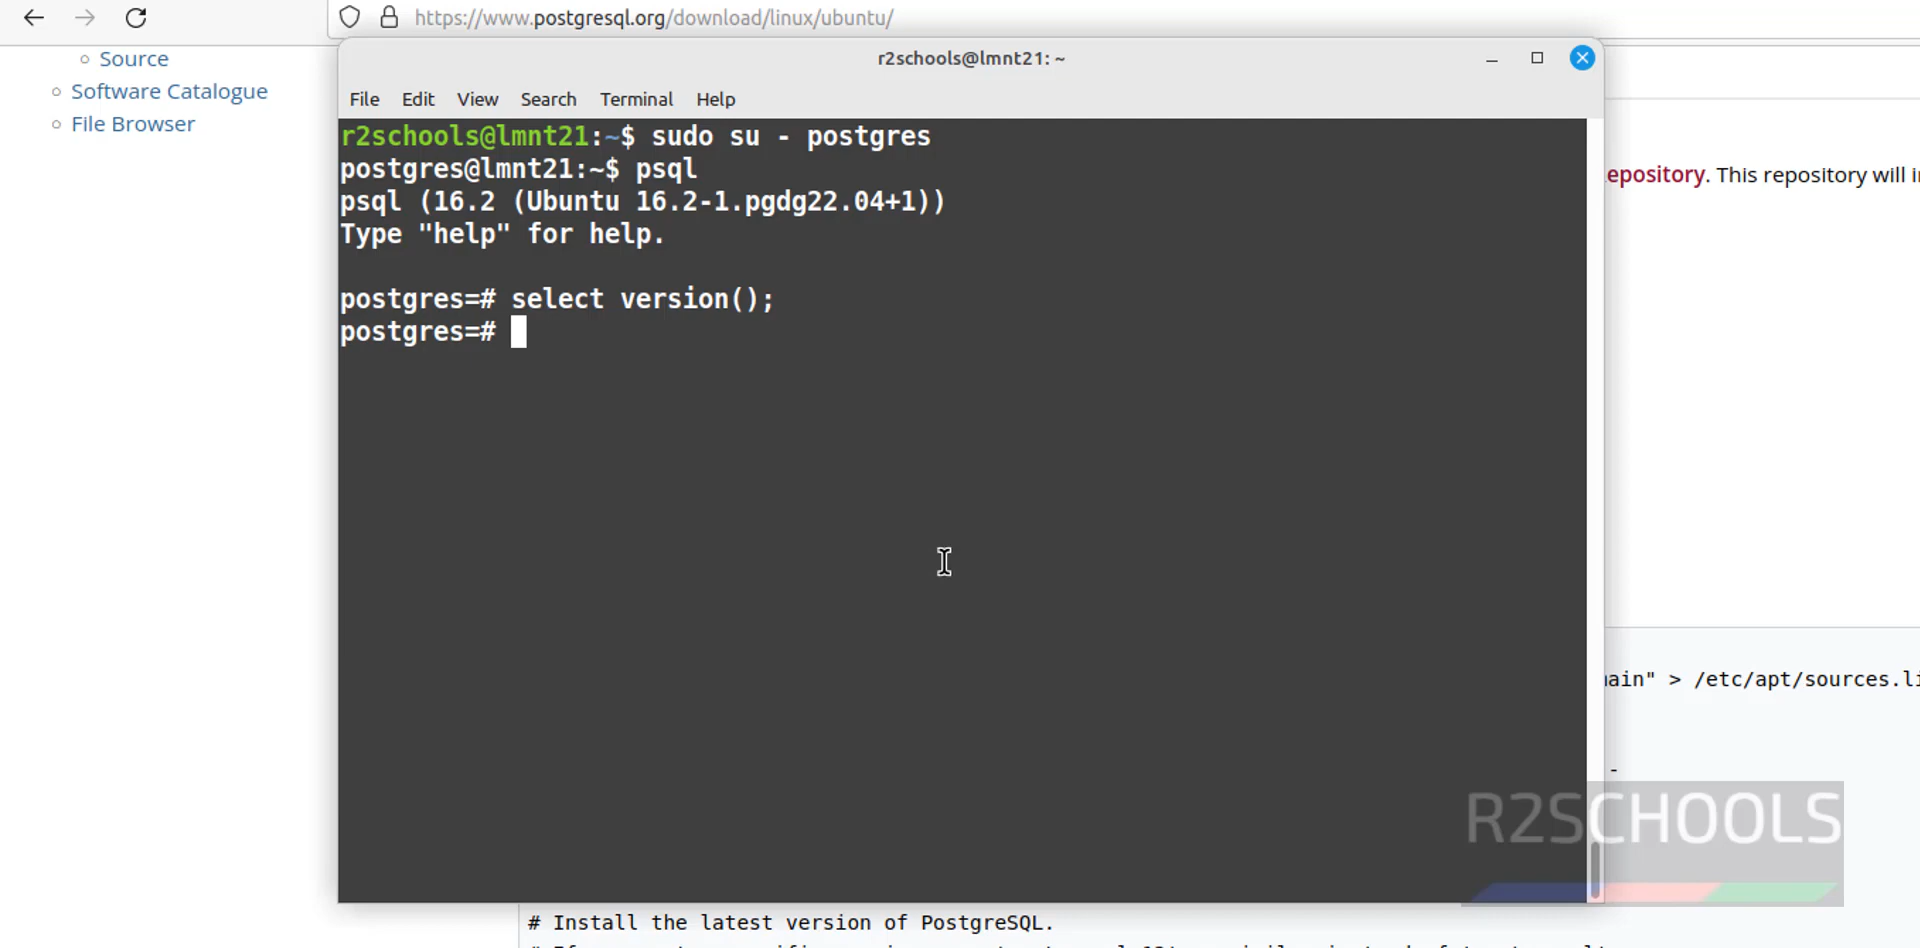 https://www.postgresql.org/download/linux/ubuntu/
Source
Software Catalogue
File Browser
r2schools@lmnt21: ~
File Edit View Search Terminal Help
r2schools@lmnt21:~$ sudo su - postgres
postgres@lmnt21:~$ psql
psql (16.2 (Ubuntu 16.2-1.pgdg22.04+1))
Type "help" for help.
postgres=# select version();
postgres=#
epository. This repository will
ain" > /etc/apt/sources.li
-
R2SCHOOLS
# Install the latest version of PostgreSQL.